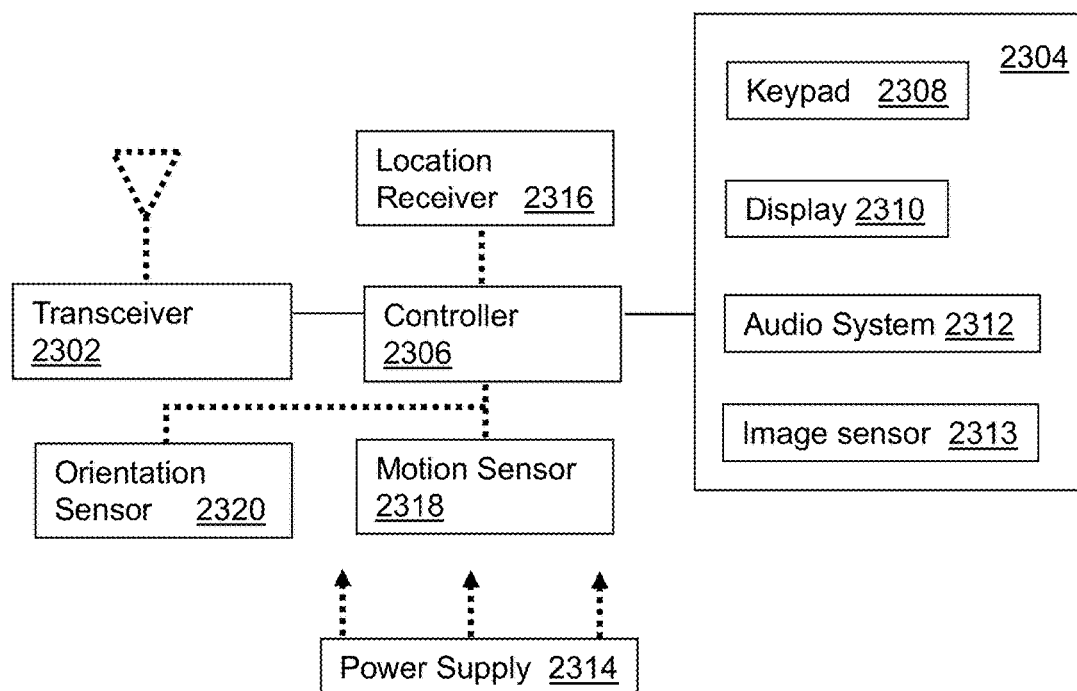 2304
Keypad 2308
Location
Receiver 2316
Display 2310
Transceiver
2302
Controller
2306
Audio System 2312
Image sensor 2313
Orientation
Sensor 2320
Motion Sensor
2318
Power Supply 2314